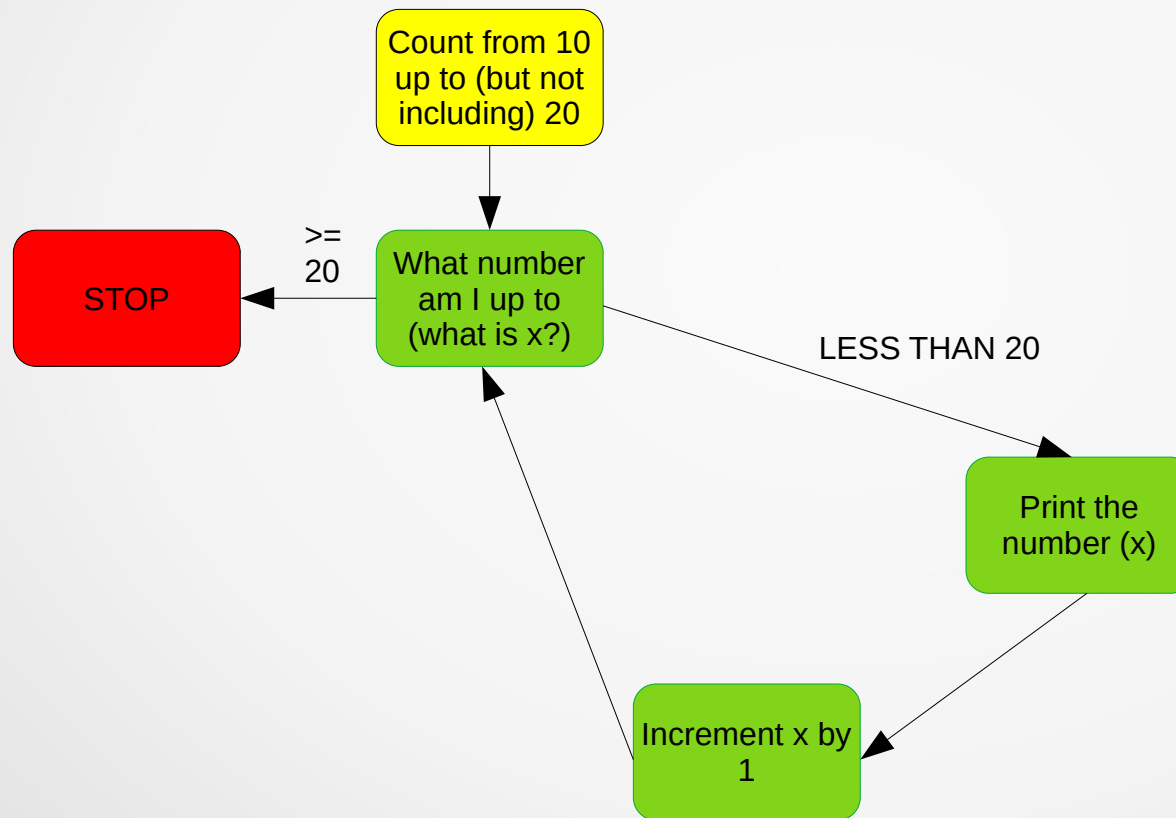 Count from 10
up to (but not
including) 20
>=
20
STOP
What number
am I up to
(what is x?)
LESS THAN 20
Print the
number (x)
Increment x by
1